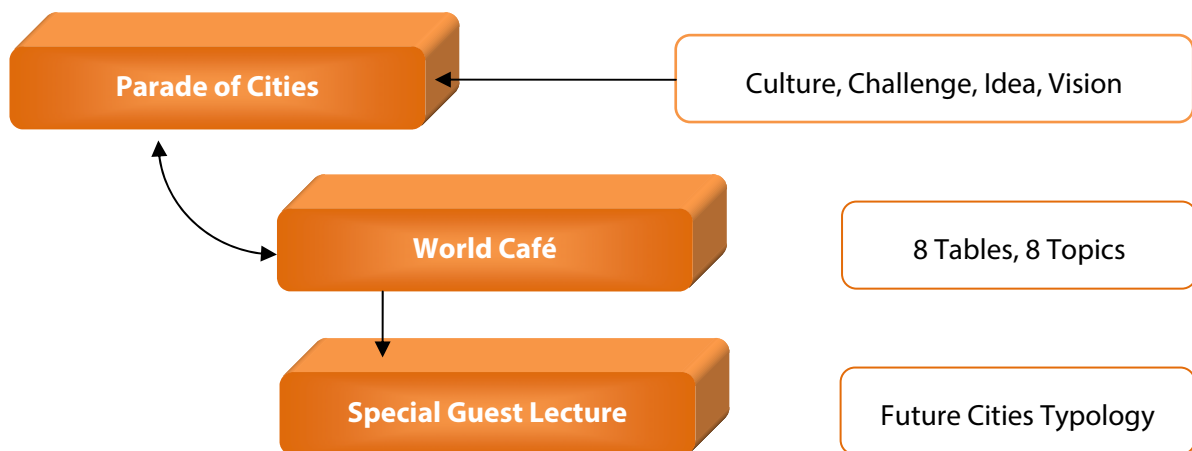 Parade of Cities
Culture, Challenge, Idea, Vision
World Café
8 Tables, 8 Topics
Special Guest Lecture
Future Cities Typology